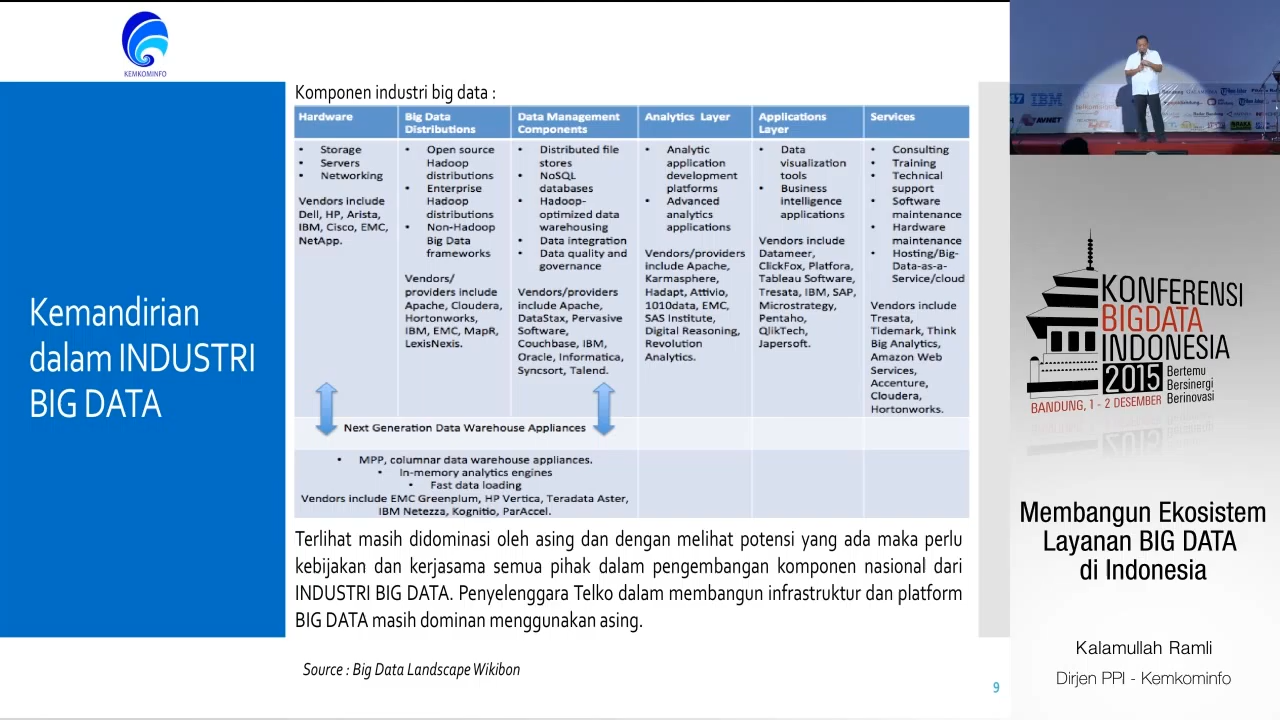 KEMKOMINFO
Kemandirian
dalam INDUSTRI
BIG DATA
Komponen industri big data :
Hardware
• Storage
• Servers
• Networking
Vendors include
Dell, HP, Arista,
IBM, Cisco, EMC,
NetApp.
Big Data
Distributions
• Open source
Hadoop
distributions
• Enterprise
Hadoop
distributions
• Non-Hadoop
Big Data
frameworks
Vendors/
providers include
Apache, Cloudera,
Hortonworks,
IBM, EMC, MapR,
LexisNexis.
Data Management
Components
• Distributed file
stores
• NoSQL
databases
• Hadoop-
optimized data
warehousing
• Data integration
• Data quality and
governance
Vendors/providers
include Apache,
DataStax, Pervasive
Software,
Couchbase, IBM,
Oracle, Informatica,
Syncsort, Talend.
Analytics Layer
• Analytic
application
development
platforms
• Advanced
analytics
applications
Vendors/providers
include Apache,
Karmasphere,
Hadapt, Attivio,
1010data, EMC,
SAS Institute,
Digital Reasoning,
Revolution
Analytics.
Applications
Layer
• Data
visualization
tools
• Business
intelligence
applications
Vendors include
Datameer,
ClickFox, Platfora,
Tableau Software,
Tresata, IBM, SAP,
Microstrategy,
Pentaho,
QlikTech,
Japersoft.
Services
• Consulting
• Training
• Technical
support
• Software
maintenance
• Hardware
maintenance
• Hosting/Big-
Data-as-a-
Service/cloud
Vendors include
Tresata,
Tidemark, Think
Big Analytics,
Amazon Web
Services,
Accenture,
Cloudera,
Hortonworks.
Next Generation Data Warehouse Appliances
• MPP, columnar data warehouse appliances.
• In-memory analytics engines
• Fast data loading
Vendors include EMC Greenplum, HP Vertica, Teradata Aster,
IBM Netezza, Kognitio, ParAccel.
Terlihat masih didominasi oleh asing dan dengan melihat potensi yang ada maka perlu
kebijakan dan kerjasama semua pihak dalam pengembangan komponen nasional dari
INDUSTRI BIG DATA. Penyelenggara Telko dalam membangun infrastruktur dan platform
BIG DATA masih dominan menggunakan asing.
Source : Big Data Landscape Wikibon
9
IBM
AVNET
KONFERENSI
BIGDATA
INDONESIA
2015
Bertemu
Bersinergi
Berinovasi
BANDUNG, 1 - 2 DESEMBER
Membangun Ekosistem
Layanan BIG DATA
di Indonesia
Kalamullah Ramli
Dirjen PPI - Kemkominfo